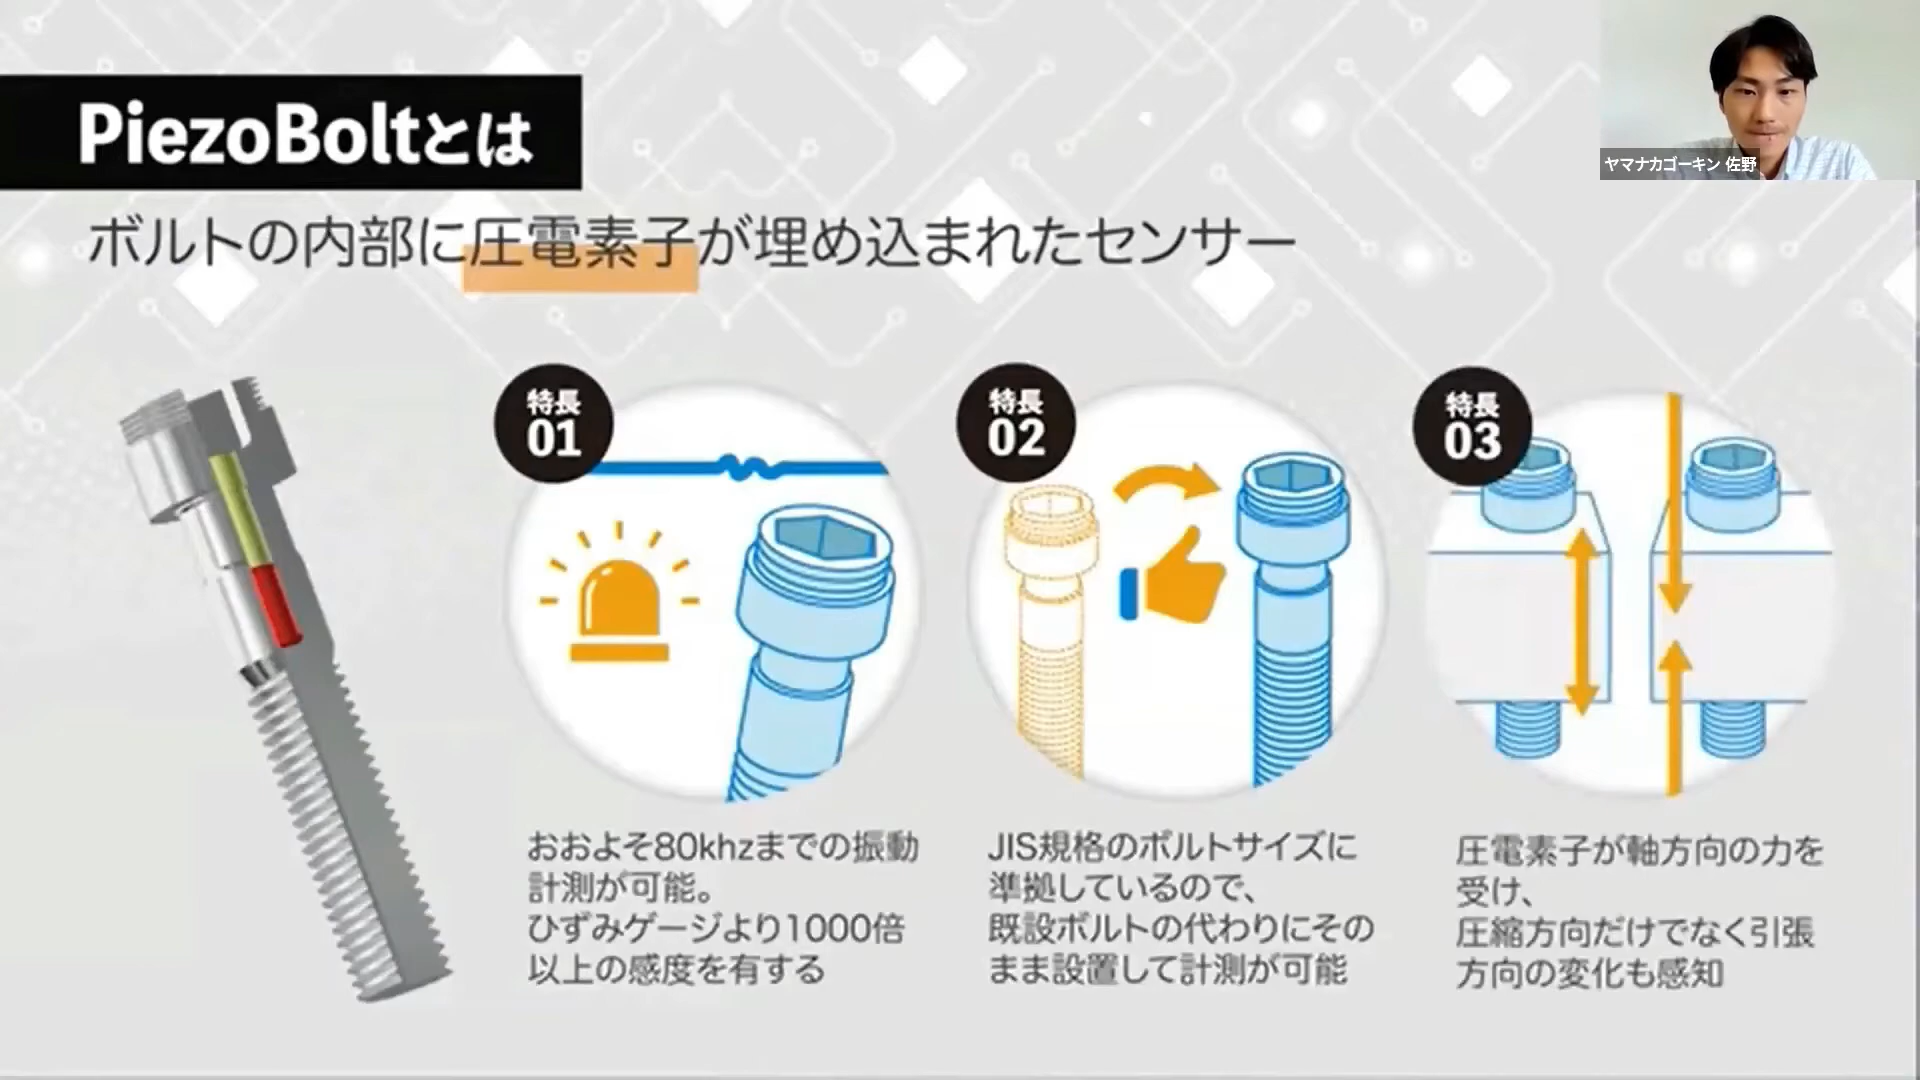 PiezoBoltとは
ヤマナカゴーキン 佐野
ボルトの内部に圧電素子が埋め込まれたセンサー
特長
01
おおよそ80khzまでの振動
計測が可能。
ひずみゲージより1000倍
以上の感度を有する
特長
02
JIS規格のボルトサイズに
準拠しているので、
既設ボルトの代わりにその
まま設置して計測が可能
特長
03
圧電素子が軸方向の力を
受け、
圧縮方向だけでなく引張
方向の変化も感知